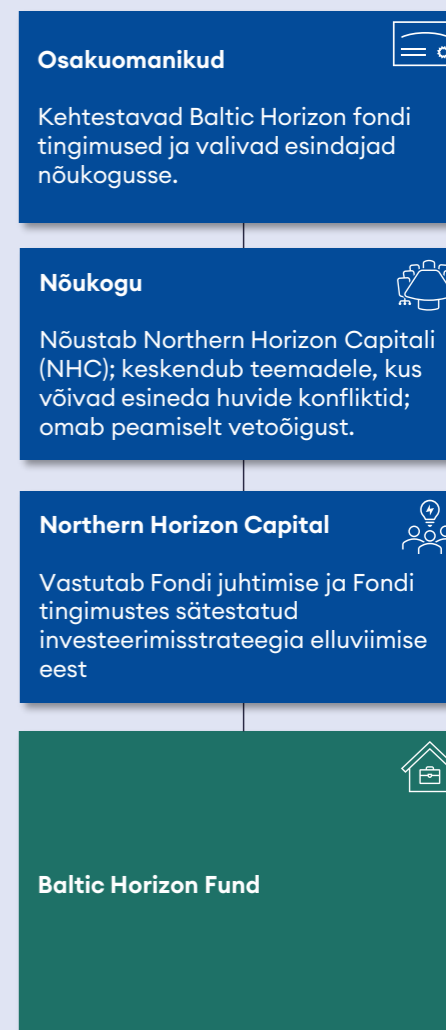 Osakuomanikud
Kehtestavad Baltic Horizon fondi
tingimused ja valivad esindajad
nõukogusse.
Nõukogu
Nõustab Northern Horizon Capitali
(NHC); keskendub teemadele, kus
võivad esineda huvide konfliktid;
omab peamiselt vetoõigust.
Northern Horizon Capital
Vastutab Fondi juhtimise ja Fondi
tingimustes sätestatud
investeerimisstrateegia elluviimise
eest
Baltic Horizon Fund